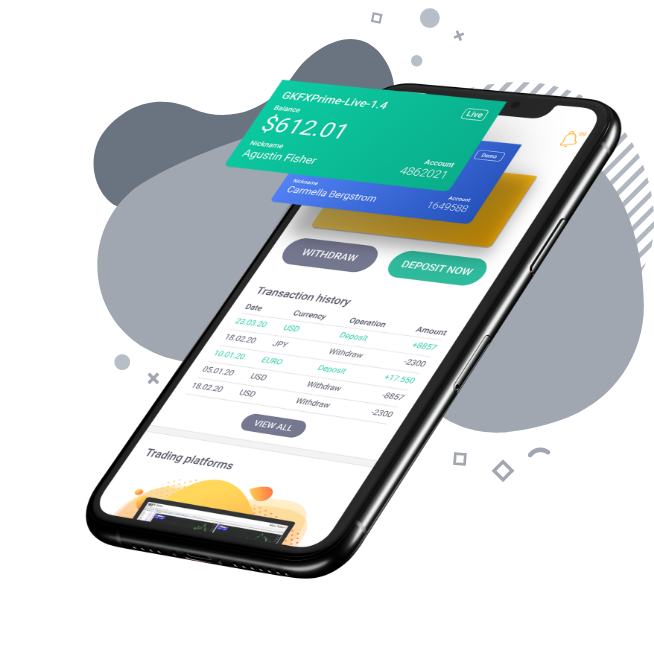 GKFXPrime-Live-1.4
Live
Balance
$612.01
Nickname
Account
Agustin Fisher
4862021
Demo
Nickname
Account
Carmella Bergstrom
1649588
WITHDRAW
DEPOSIT NOW
Transaction history
Date Currency Operation Amount
23.03.20 USD Deposit +8857
18.02.20 JPY Withdraw -2300
10.01.20 EURO Deposit +17.550
05.01.20 USD Withdraw -8857
18.02.20 USD Withdraw -2300
VIEW ALL
Trading platforms